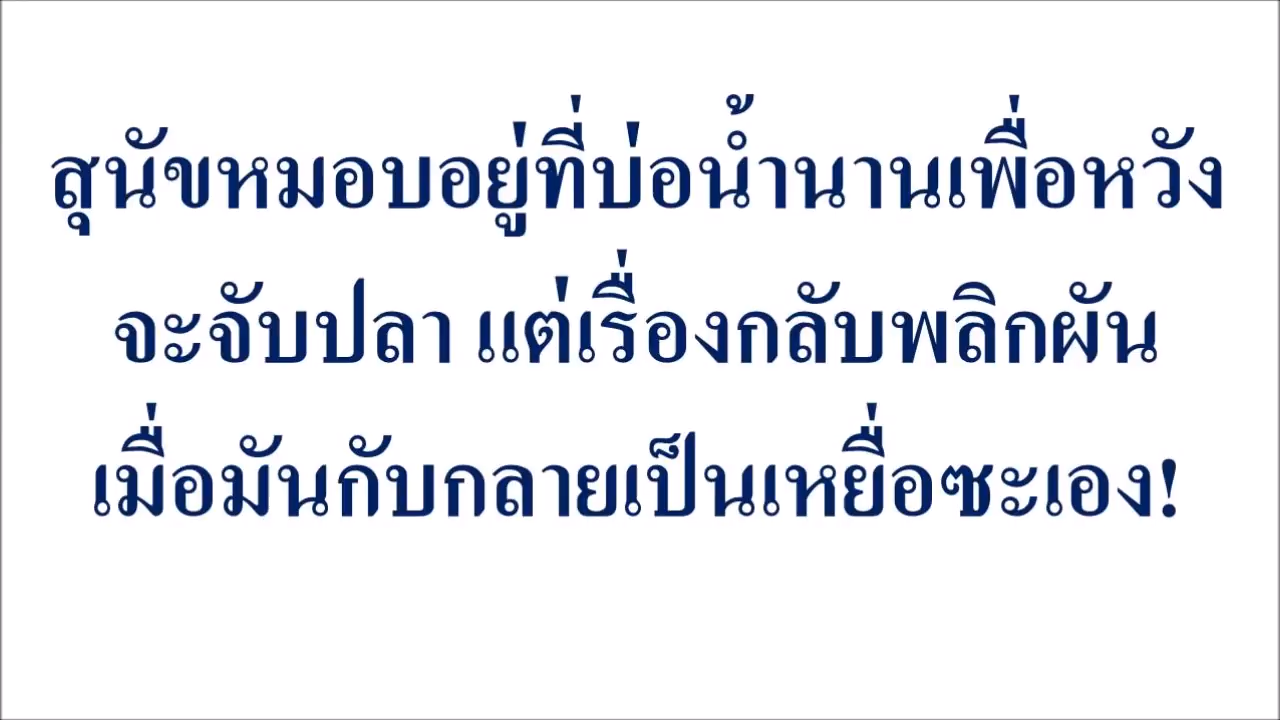 สุนัขหมอบอยู่ที่บ่อน้ำนานเพื่อหวัง
จะจับปลา แต่เรื่องกลับพลิกผัน
เมื่อมันกับกลายเป็นเหยื่อซะเอง!